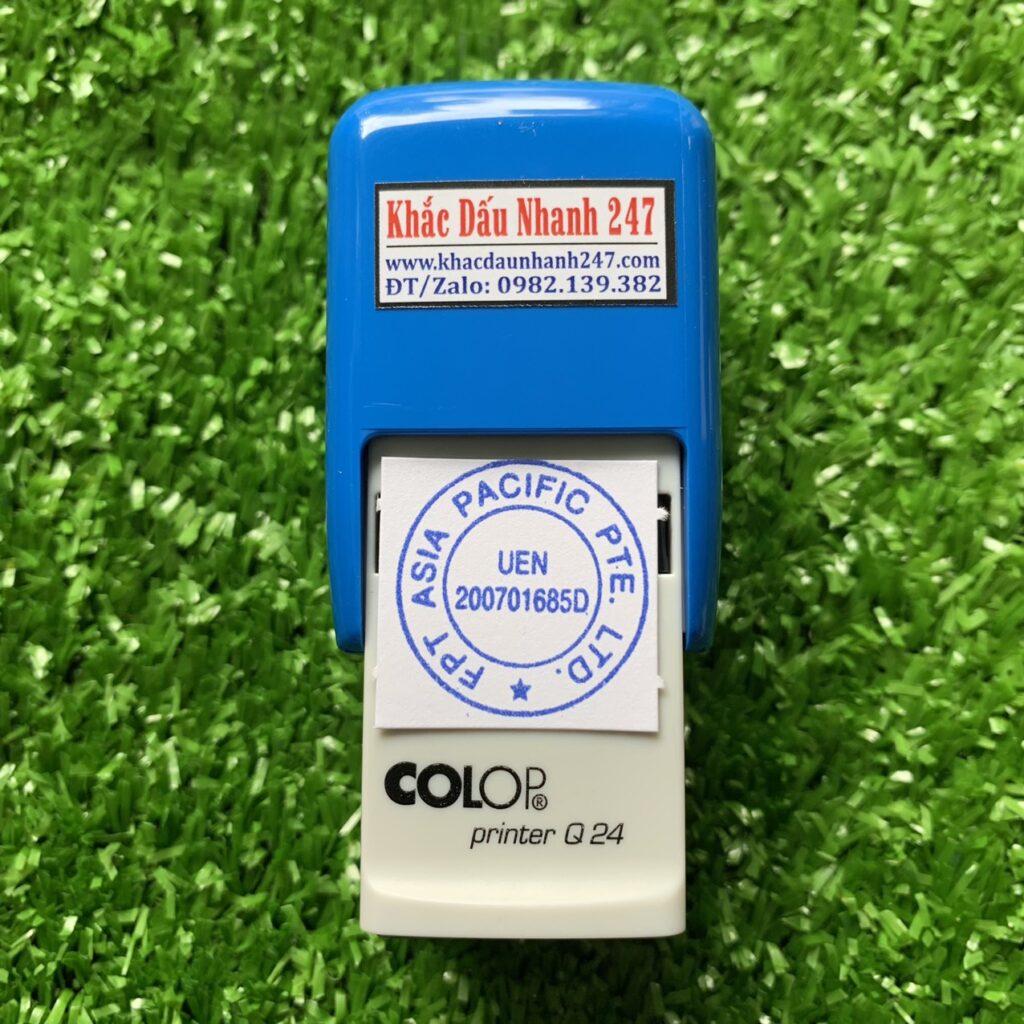 Khắc Dấu Nhanh 247
www.khacdaunhanh247.com
ĐT/Zalo: 0982.139.382
FPT ASIA PACIFIC PTE. LTD.
UEN
200701685D
COLOP®
printer Q 24